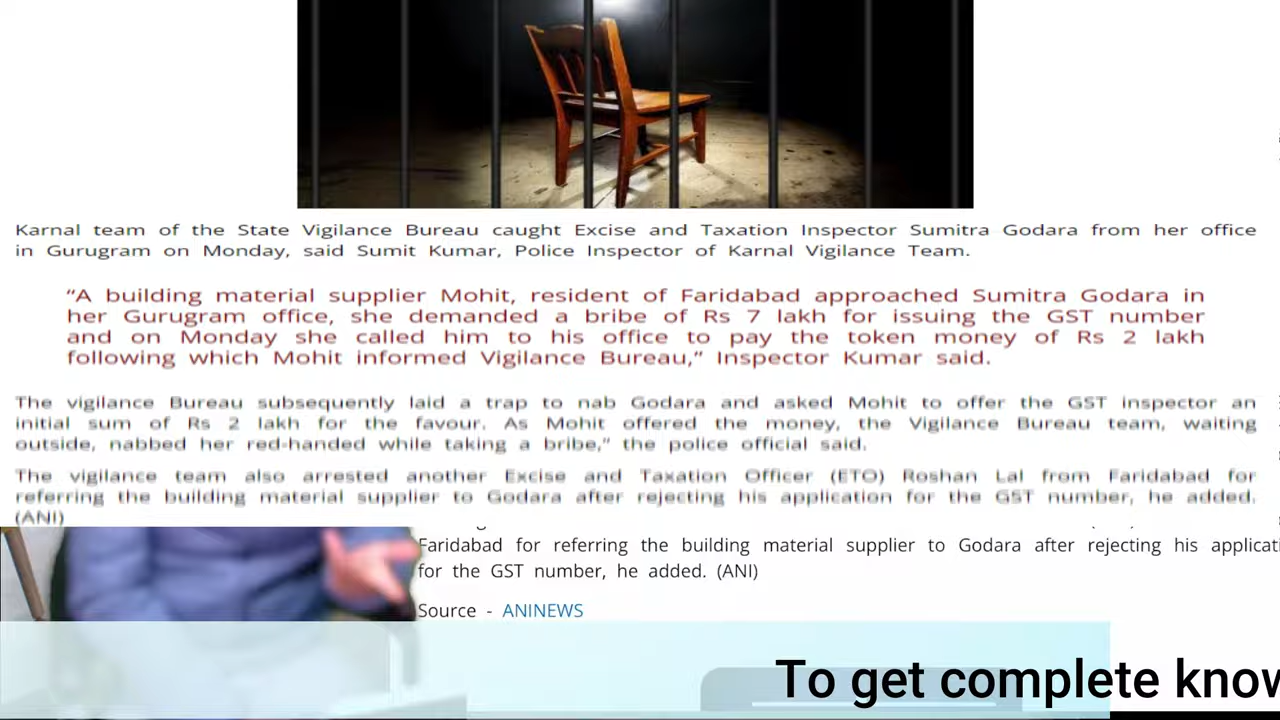 Karnal team of the State Vigilance Bureau caught Excise and Taxation Inspector Sumitra Godara from her office
in Gurugram on Monday, said Sumit Kumar, Police Inspector of Karnal Vigilance Team.
“A building material supplier Mohit, resident of Faridabad approached Sumitra Godara in
her Gurugram office, she demanded a bribe of Rs 7 lakh for issuing the GST number
and on Monday she called him to his office to pay the token money of Rs 2 lakh
following which Mohit informed Vigilance Bureau,” Inspector Kumar said.
The vigilance Bureau subsequently laid a trap to nab Godara and asked Mohit to offer the GST inspector an
initial sum of Rs 2 lakh for the favour. As Mohit offered the money, the Vigilance Bureau team, waiting
outside, nabbed her red-handed while taking a bribe,” the police official said.
The vigilance team also arrested another Excise and Taxation Officer (ETO) Roshan Lal from Faridabad for
referring the building material supplier to Godara after rejecting his application for the GST number, he added.
(ANI)
Faridabad for referring the building material supplier to Godara after rejecting his applicati
for the GST number, he added. (ANI)
Source - ANINEWS
To get complete know